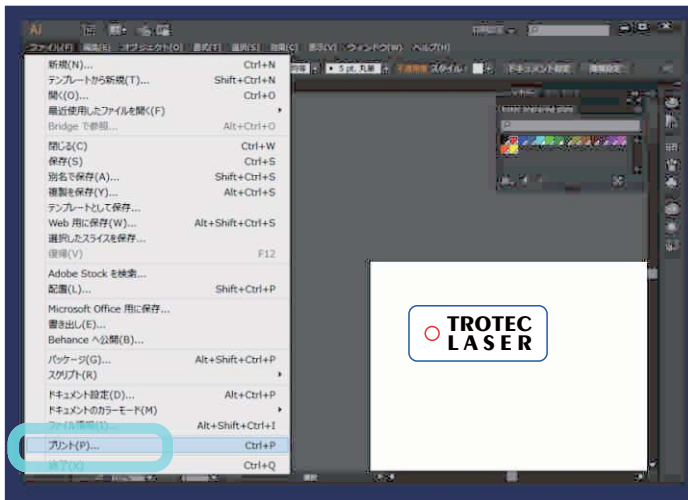 Ai
ファイル(F) 編集(E) オブジェクト(O) 書式(T) 選択(S) 効果(C) 表示(V) ウィンドウ(W) ヘルプ(H)
新規(N)... Ctrl+N
テンプレートから新規(T)... Shift+Ctrl+N
開く(O)... Ctrl+O
最近使用したファイルを開く(F)
Bridge で参照... Alt+Ctrl+O
閉じる(C) Ctrl+W
保存(S) Ctrl+S
別名で保存(A)... Shift+Ctrl+S
複製を保存(Y)... Alt+Ctrl+S
テンプレートとして保存...
Web 用に保存(W)... Alt+Shift+Ctrl+S
選択したスライスを保存...
復帰(V) F12
Adobe Stock を検索...
配置(L)... Shift+Ctrl+P
Microsoft Office 用に保存...
書き出し(E)...
Behance へ公開(B)...
パッケージ(G)... Alt+Shift+Ctrl+P
スクリプト(R)
ドキュメント設定(D)... Alt+Ctrl+P
ドキュメントのカラーモード(M)
ファイル情報(I)... Alt+Shift+Ctrl+I
プリント(P)... Ctrl+P
終了(X) Ctrl+Q
5 pt. 丸筆
スタイル:
ドキュメント設定
環境設定
TROTEC
LASER